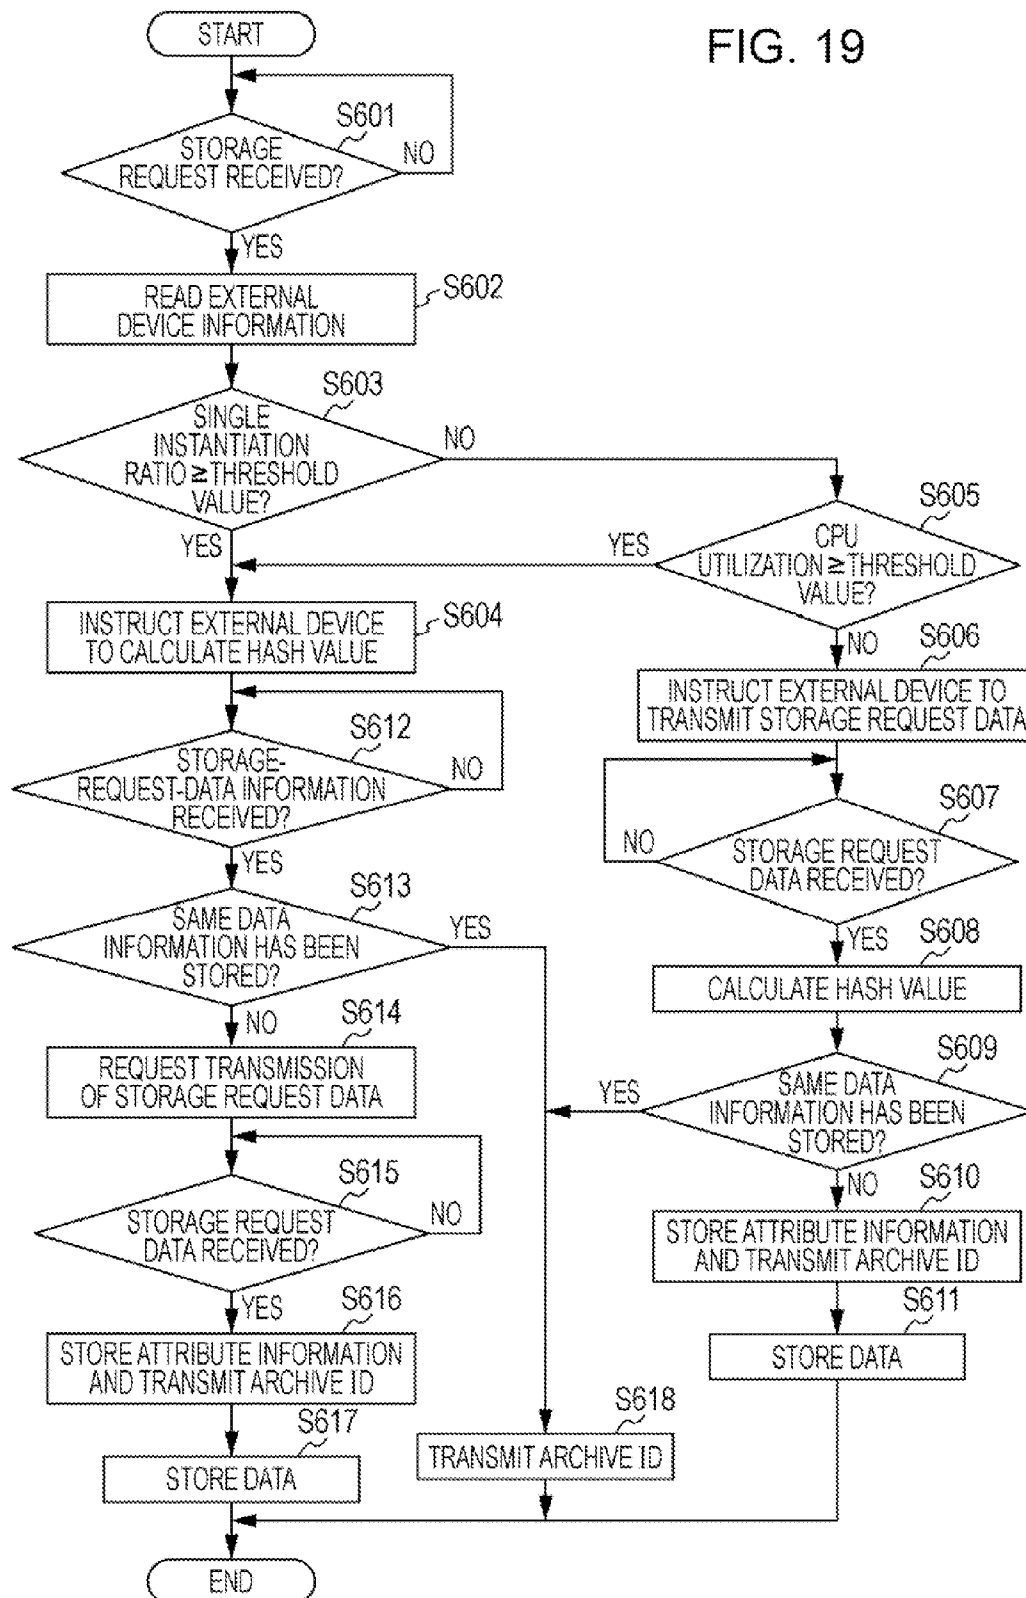 FIG. 19
START
S601
STORAGE
REQUEST RECEIVED?
NO
YES
READ EXTERNAL
DEVICE INFORMATION
S602
S603
SINGLE
INSTANTIATION
RATIO ≥ THRESHOLD
VALUE?
NO
YES
S605
CPU
UTILIZATION ≥ THRESHOLD
VALUE?
YES
NO
INSTRUCT EXTERNAL DEVICE
TO CALCULATE HASH VALUE
S604
S606
INSTRUCT EXTERNAL DEVICE TO
TRANSMIT STORAGE REQUEST DATA
S612
STORAGE-
REQUEST-DATA INFORMATION
RECEIVED?
NO
YES
S607
STORAGE REQUEST
DATA RECEIVED?
NO
YES
S613
SAME DATA
INFORMATION HAS BEEN
STORED?
YES
NO
S608
CALCULATE HASH VALUE
S614
REQUEST TRANSMISSION
OF STORAGE REQUEST DATA
S609
SAME DATA
INFORMATION HAS BEEN
STORED?
YES
NO
S615
STORAGE REQUEST
DATA RECEIVED?
NO
YES
S610
STORE ATTRIBUTE INFORMATION
AND TRANSMIT ARCHIVE ID
S616
STORE ATTRIBUTE INFORMATION
AND TRANSMIT ARCHIVE ID
S611
STORE DATA
S617
STORE DATA
S618
TRANSMIT ARCHIVE ID
END